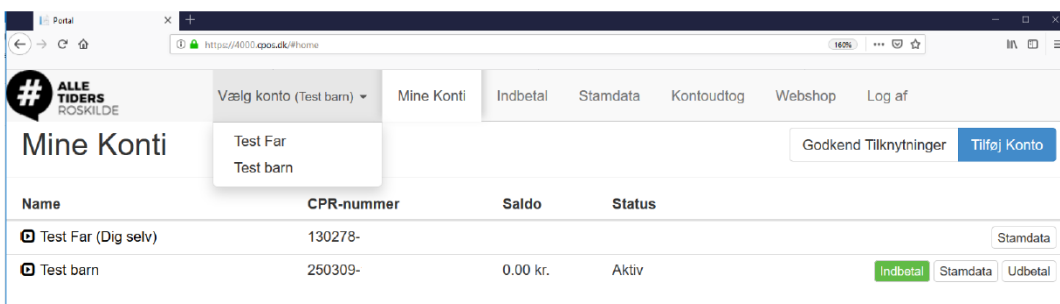 Portal
https://4000.cpos.dk/#home
160%
# ALLE
TIDERS
ROSKILDE
Vælg konto (Test barn)
Mine Konti
Indbetal
Stamdata
Kontoudtog
Webshop
Log af
Test Far
Test barn
Mine Konti
Godkend Tilknytninger
Tilføj Konto
Name CPR-nummer Saldo Status
Test Far (Dig selv) 130278- Stamdata
Test barn 250309- 0.00 kr. Aktiv Indbetal Stamdata Udbetal